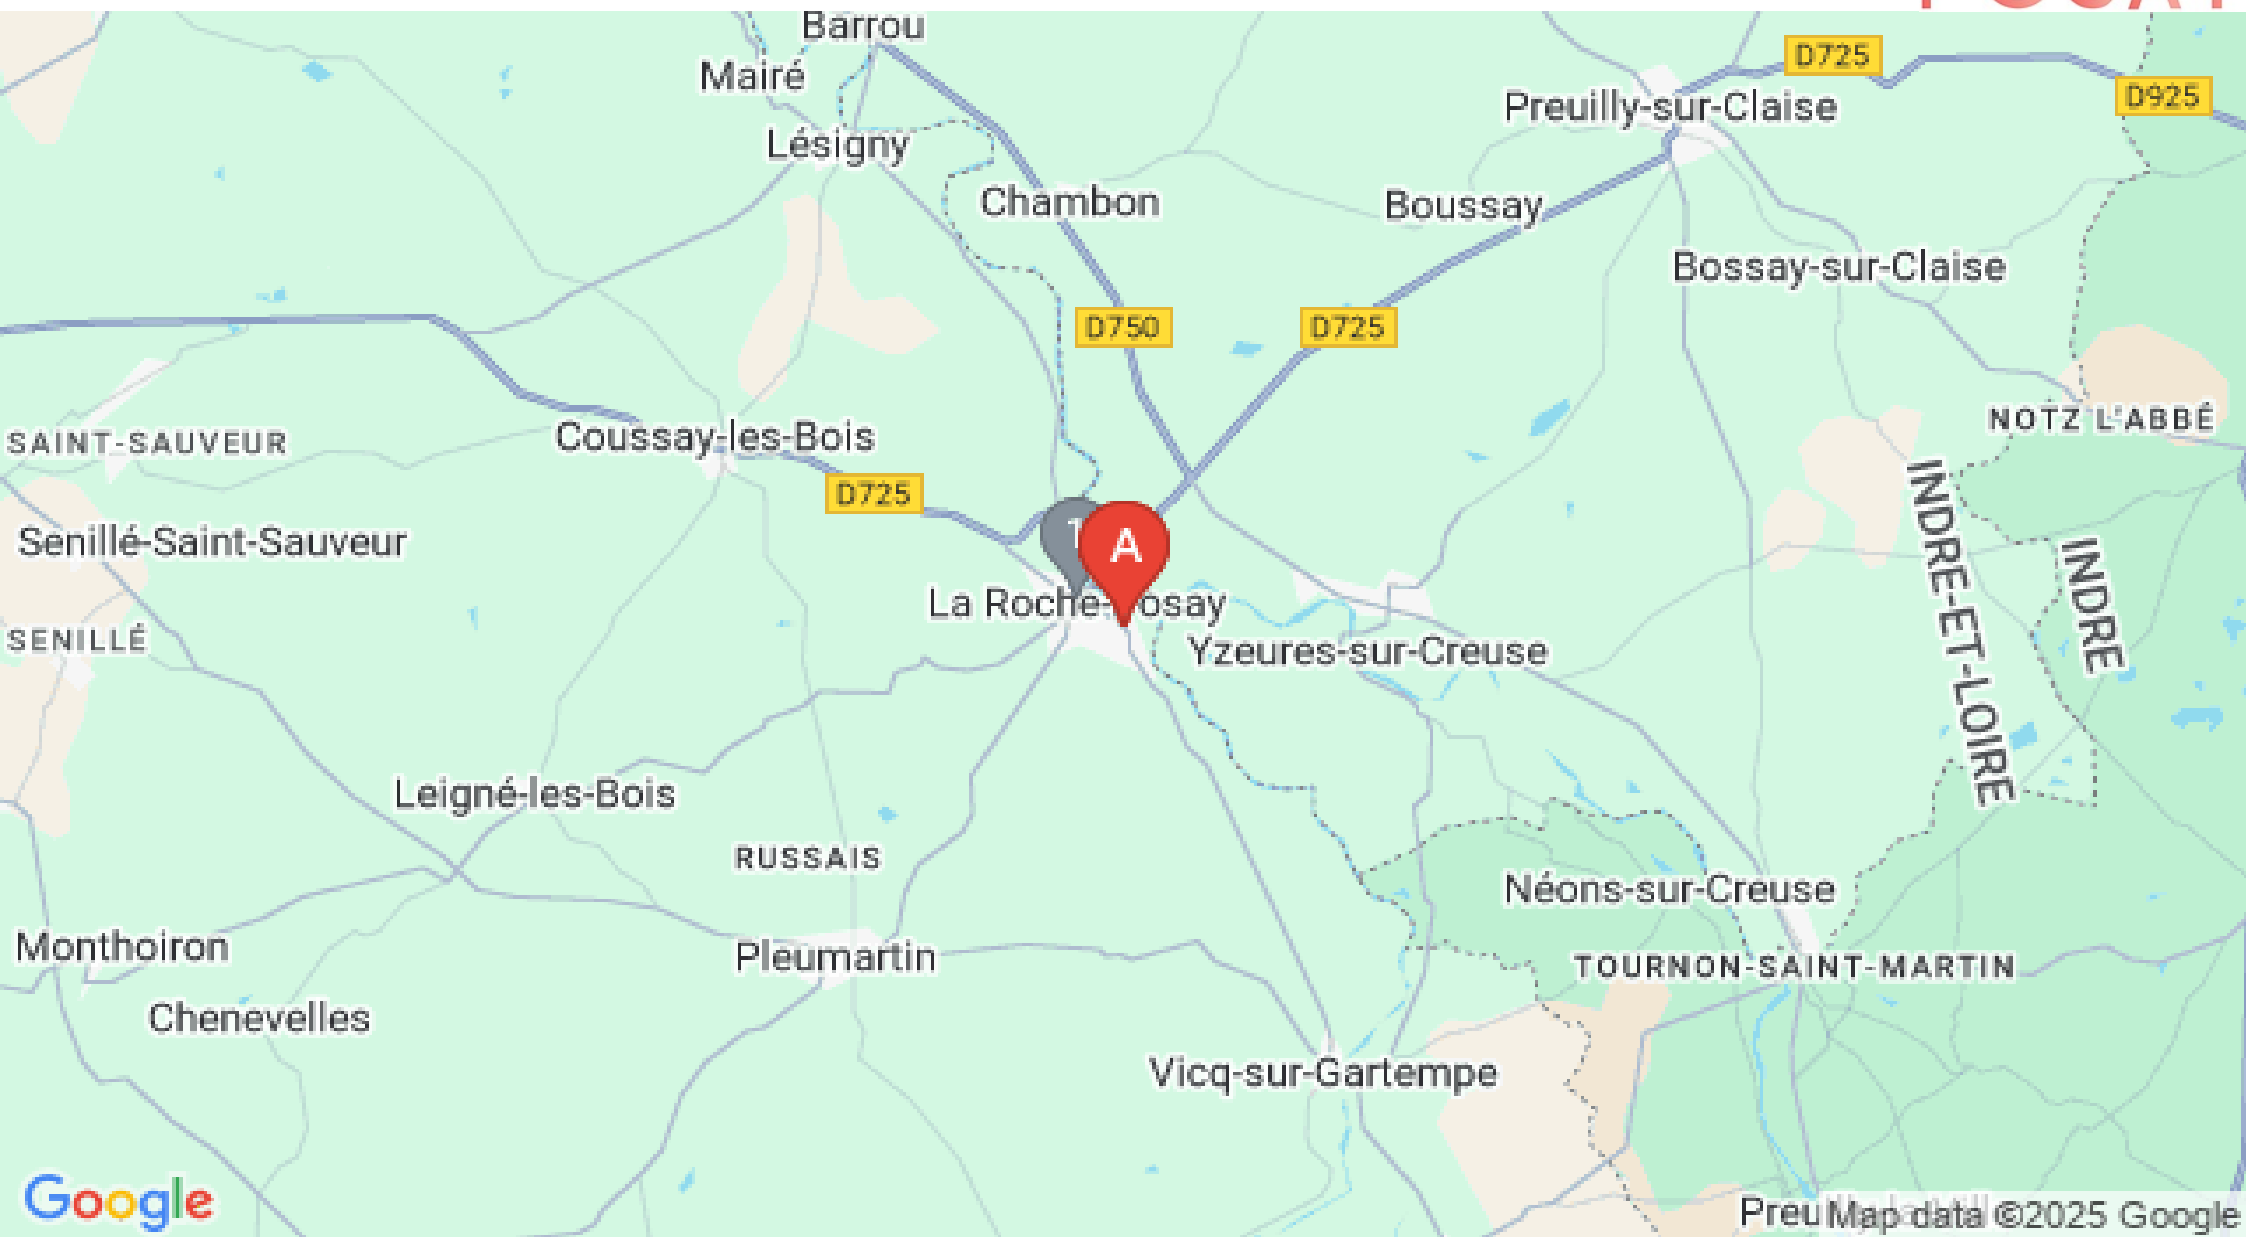 Barrou
Mairé
D725
D925
Preuilly-sur-Claise
Lésigny
Chambon
Boussay
Bossay-sur-Claise
D750
D725
NOTZ L'ABBÉ
SAINT-SAUVEUR
Coussay-les-Bois
D725
INDRE-ET-LOIRE
INDRE
Senillé-Saint-Sauveur
1
A
La Roche-Posay
SENILLÉ
Yzeures-sur-Creuse
Leigné-les-Bois
RUSSAIS
Néons-sur-Creuse
Monthoiron
Pleumartin
TOURNON-SAINT-MARTIN
Chenevelles
Vicq-sur-Gartempe
Google
Map data ©2025 Google